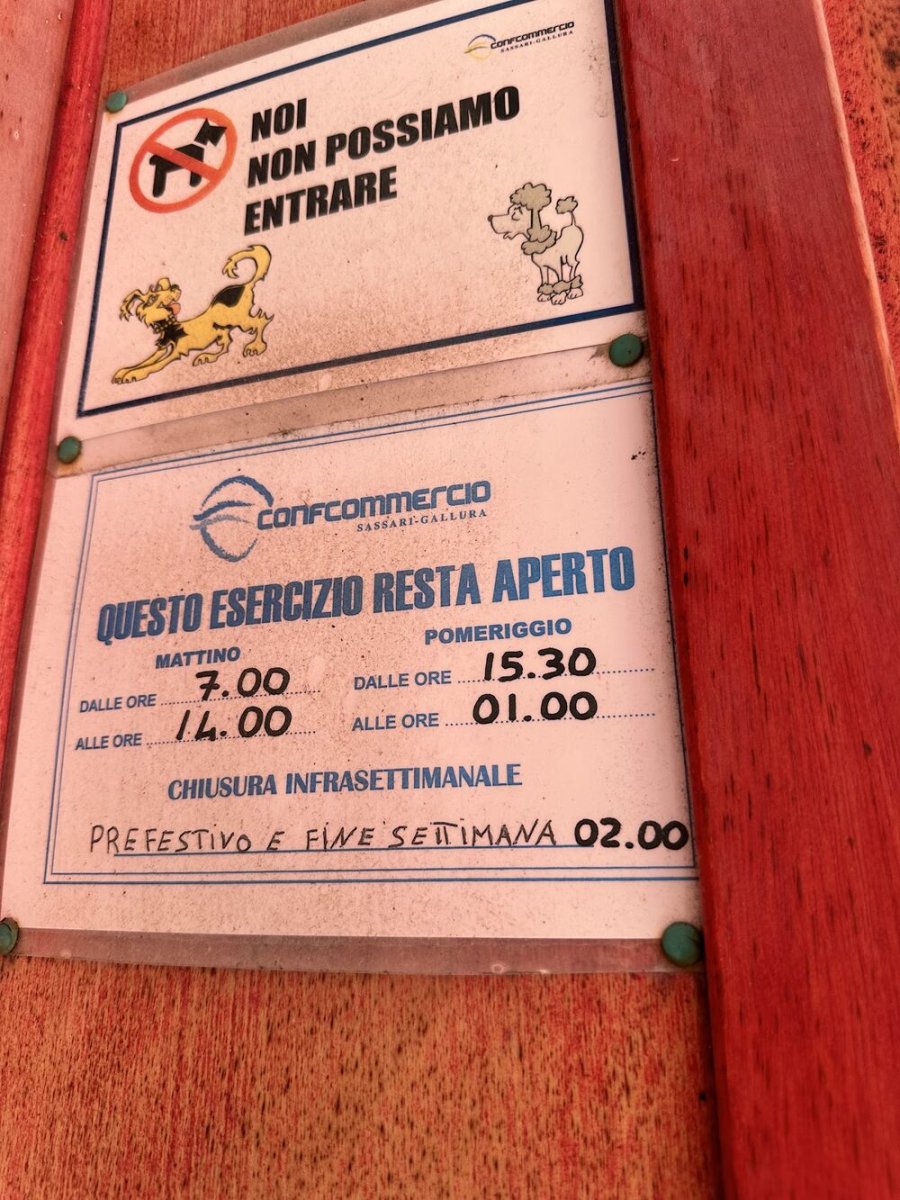 CONFCOMMERCIO
SASSARI-GALLURA
NOI
NON POSSIAMO
ENTRARE
CONFCOMMERCIO
SASSARI-GALLURA
QUESTO ESERCIZIO RESTA APERTO
MATTINO
DALLE ORE 7.00
ALLE ORE 14.00
POMERIGGIO
DALLE ORE 15.30
ALLE ORE 01.00
CHIUSURA INFRASETTIMANALE
PREFESTIVO E FINE SETTIMANA 02.00